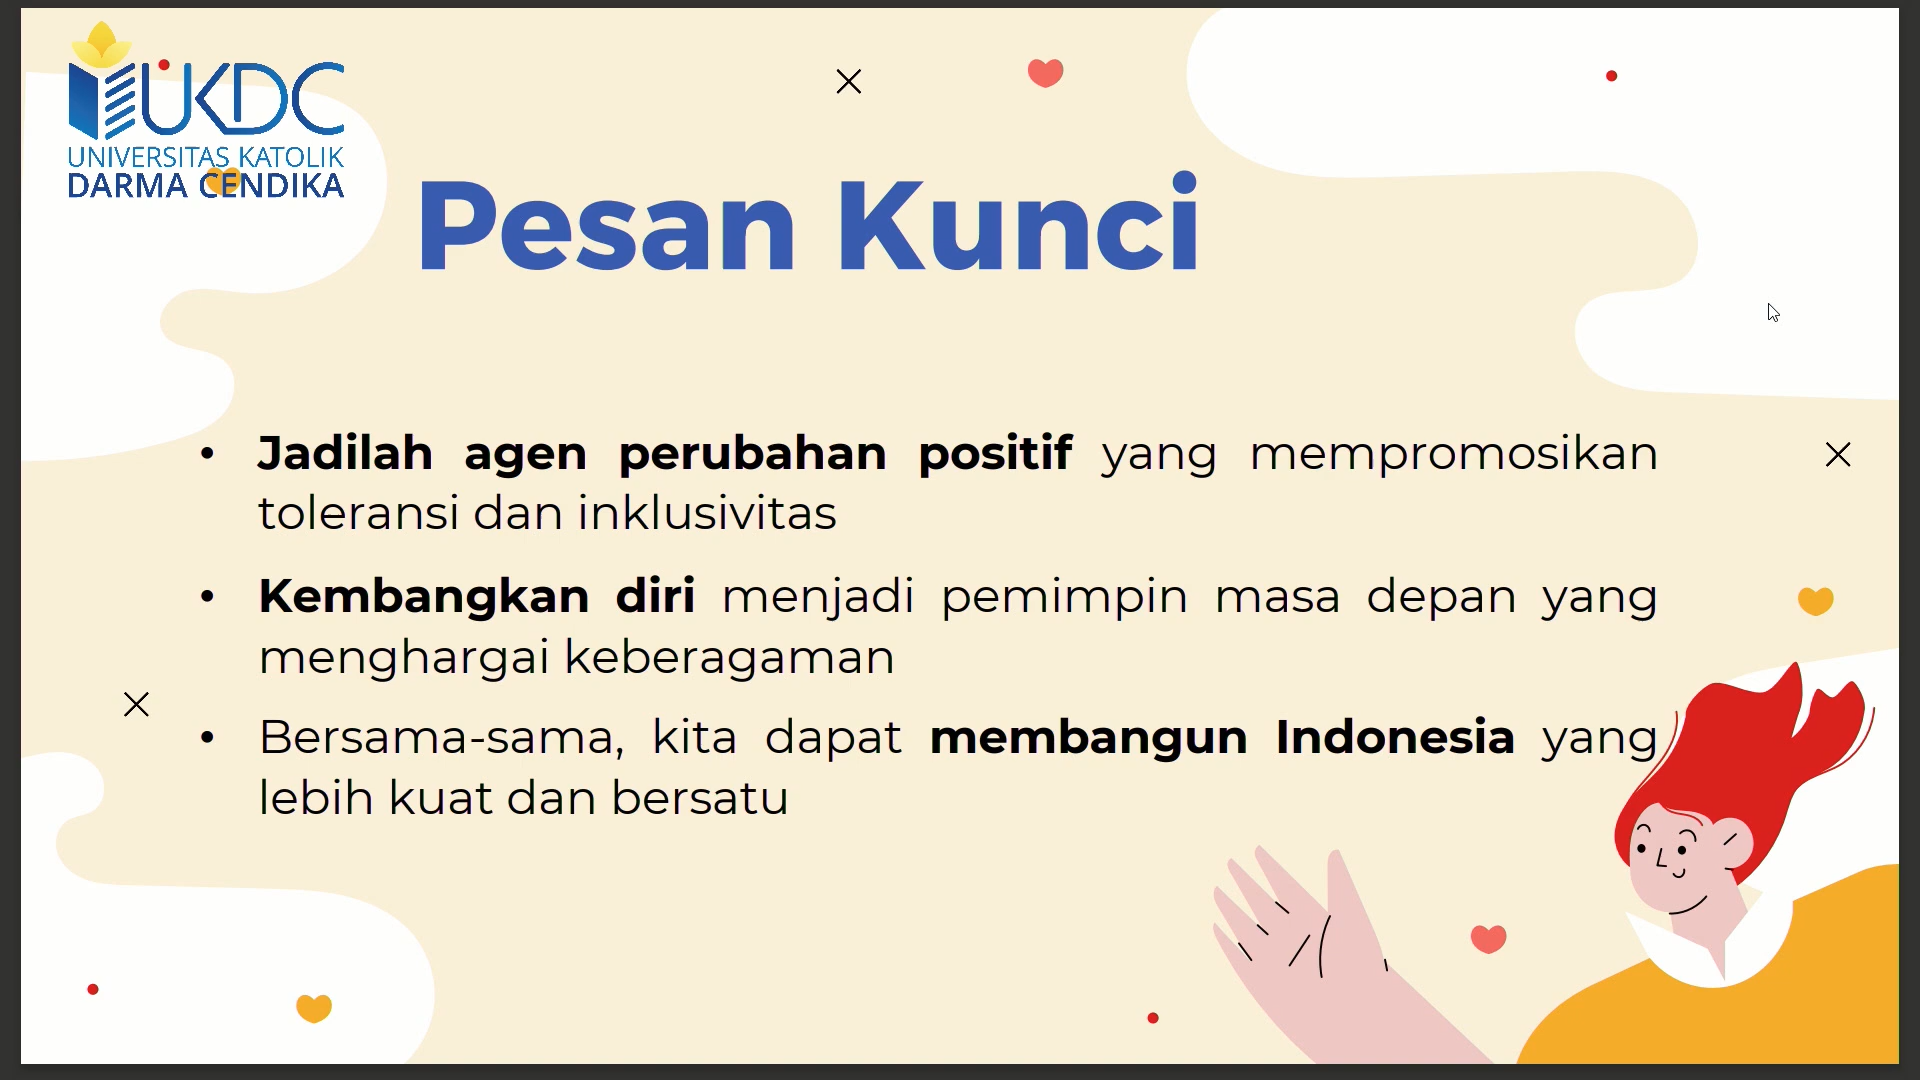 UKDC
UNIVERSITAS KATOLIK
DARMA CENDIKA
Pesan Kunci
• Jadilah agen perubahan positif yang mempromosikan
toleransi dan inklusivitas
• Kembangkan diri menjadi pemimpin masa depan yang
menghargai keberagaman
• Bersama-sama, kita dapat membangun Indonesia yang
lebih kuat dan bersatu